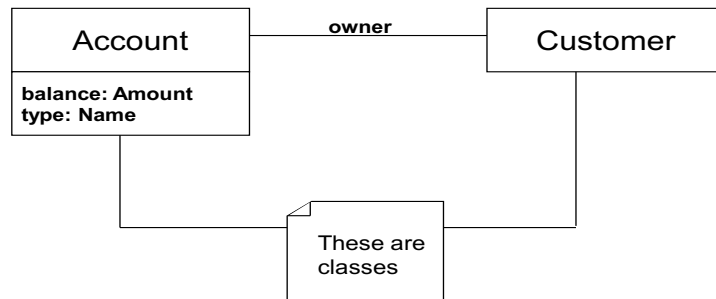 Account
owner
Customer
balance: Amount
type: Name
These are
classes